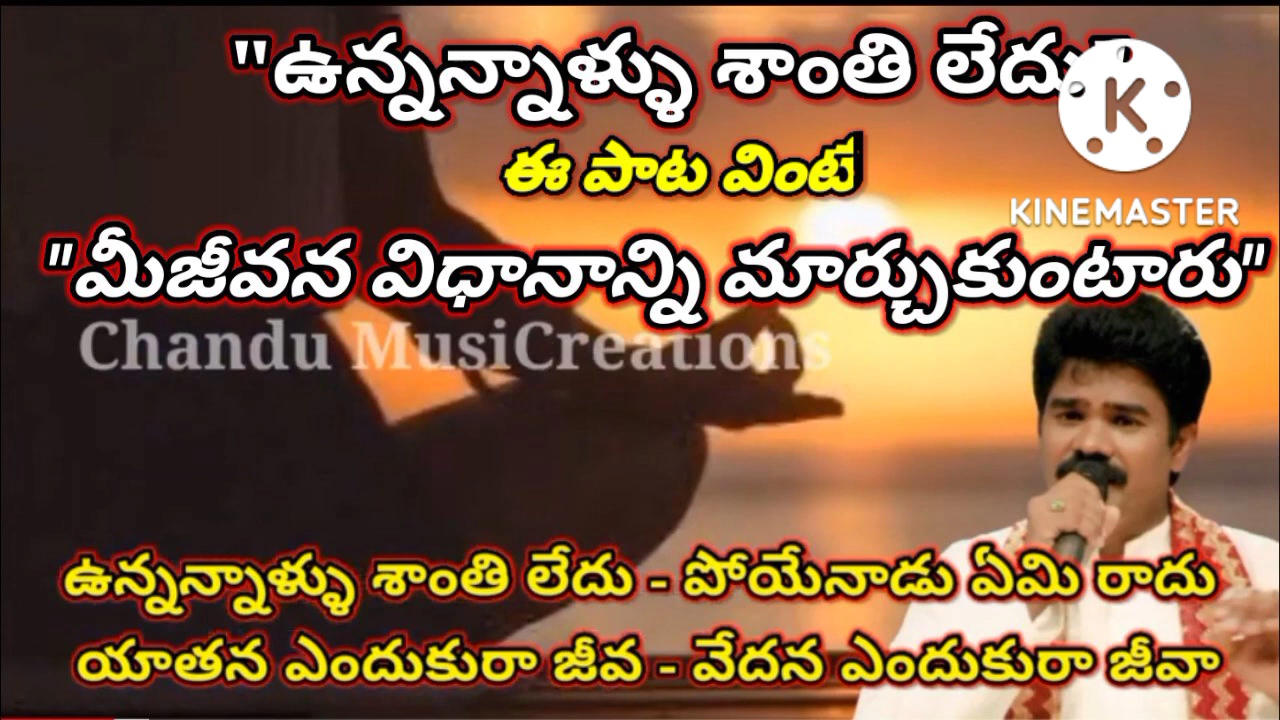 "ఉన్నన్నాళ్ళు శాంతి లేదు"
K
ఈ పాట వింటే
KINEMASTER
"మీజీవన విధానాన్ని మార్చుకుంటారు"
Chandu MusiCreations
ఉన్నన్నాళ్ళు శాంతి లేదు - పోయేనాడు ఏమి రాదు
యాతన ఎందుకురా జీవ - వేదన ఎందుకురా జీవా